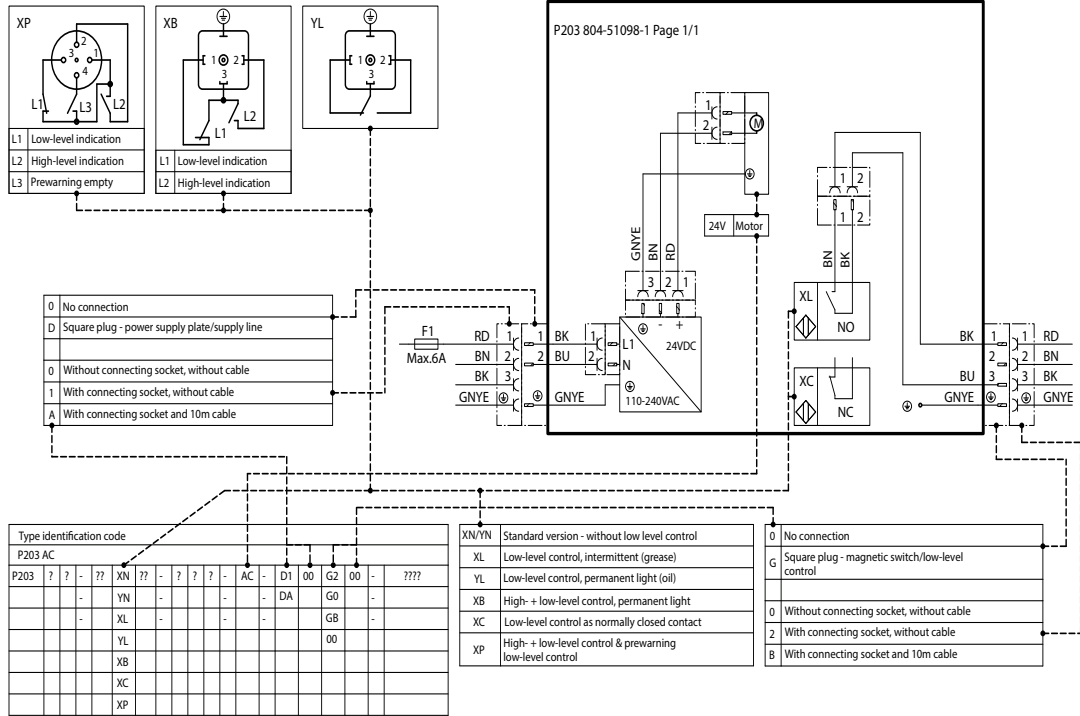 XP
2
3 1
4
L1 L3 L2
L1 Low-level indication
L2 High-level indication
L3 Prewarning empty
XB
1 2
3
L2
L1
L1 Low-level indication
L2 High-level indication
YL
1 2
3
P203 804-51098-1 Page 1/1
1
2
M
24V Motor
GNYE BN RD
3 2 1
- +
24VDC
L1
N
110-240VAC
1 2
1 2
BN BK
XL
NO
XC
NC
0 No connection
D Square plug - power supply plate/supply line
0 Without connecting socket, without cable
1 With connecting socket, without cable
A With connecting socket and 10m cable
F1
Max.6A
RD 1 1 BK 1
BN 2 2 BU 2
BK 3
GNYE GNYE
BK 1 1 RD
2 2 BN
BU 3 3 BK
GNYE GNYE
Type identification code
P203 AC
P203 ? ? - ?? XN ?? - ? ? ? - AC - D1 00 G2 00 - ????
- YN - - - DA G0 -
- XL - - - GB -
YL 00
XB
XC
XP
XN/YN Standard version - without low level control
XL Low-level control, intermittent (grease)
YL Low-level control, permanent light (oil)
XB High- + low-level control, permanent light
XC Low-level control as normally closed contact
XP High- + low-level control & prewarning
low-level control
0 No connection
G Square plug - magnetic switch/low-level
control
0 Without connecting socket, without cable
2 With connecting socket, without cable
B With connecting socket and 10m cable